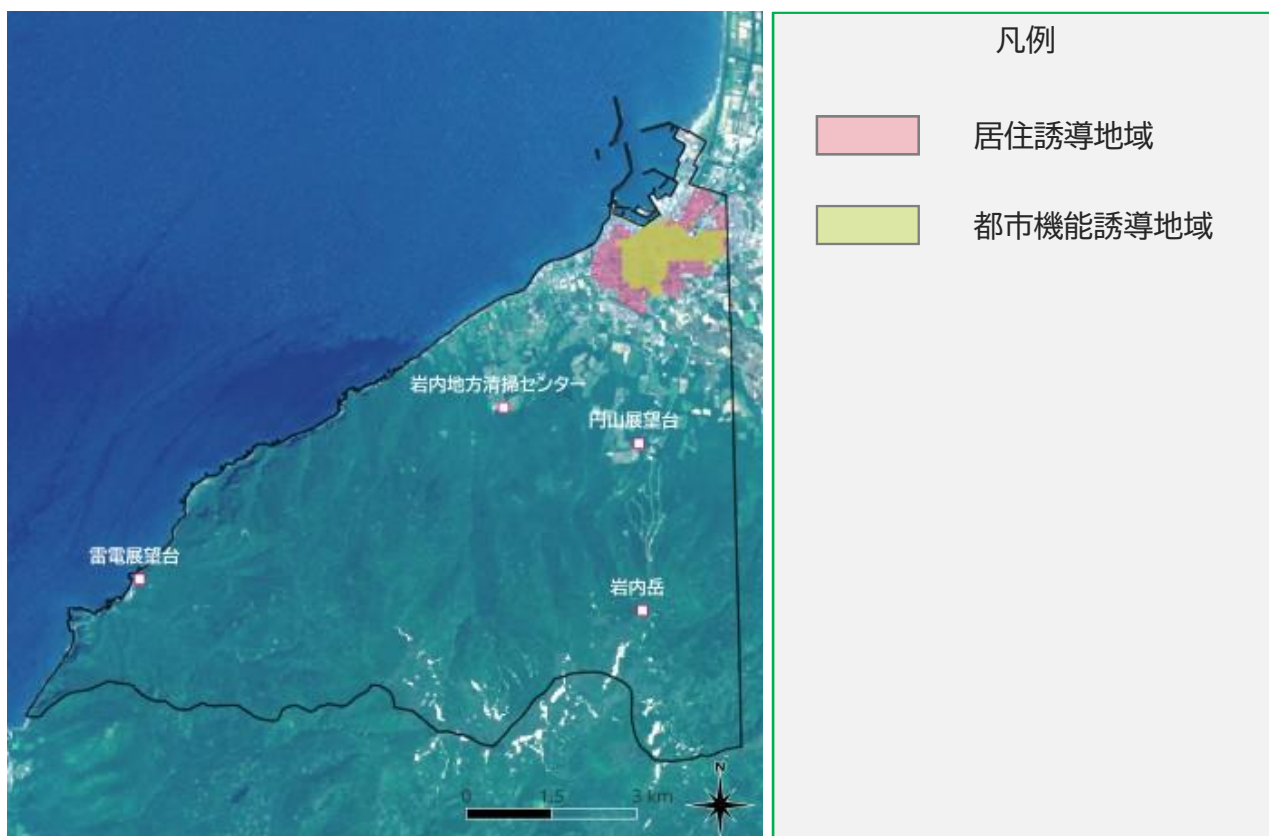 岩内地方清掃センター
円山展望台
雷電展望台
岩内岳
N
0 1.5 3 km
凡例
居住誘導地域
都市機能誘導地域